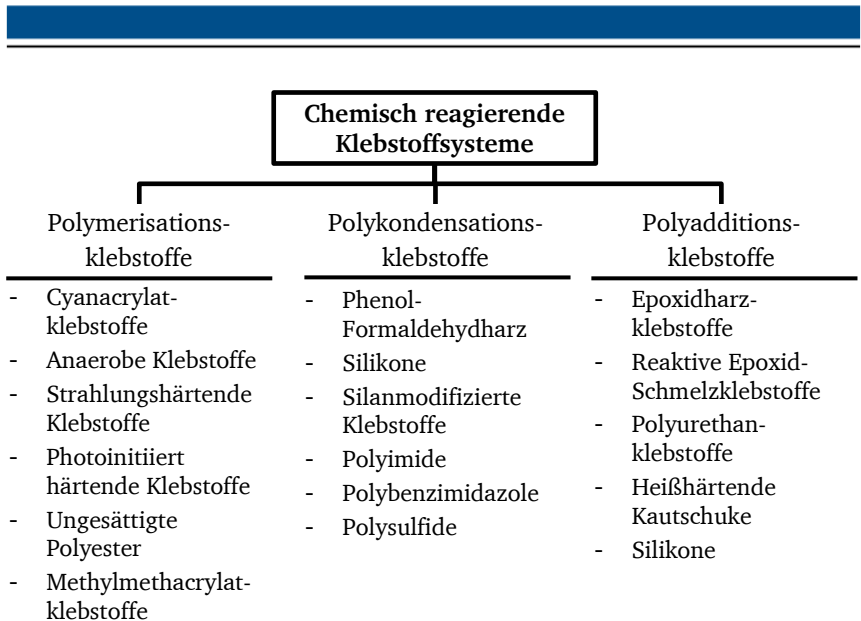 Chemisch reagierende
Klebstoffsysteme
Polymerisations-
klebstoffe
- Cyanacrylat-
klebstoffe
- Anaerobe Klebstoffe
- Strahlungshärtende
Klebstoffe
- Photoinitiiert
härtende Klebstoffe
- Ungesättigte
Polyester
- Methylmethacrylat-
klebstoffe
Polykondensations-
klebstoffe
- Phenol-
Formaldehydharz
- Silikone
- Silanmodifizierte
Klebstoffe
- Polyimide
- Polybenzimidazole
- Polysulfide
Polyadditions-
klebstoffe
- Epoxidharz-
klebstoffe
- Reaktive Epoxid-
Schmelzklebstoffe
- Polyurethan-
klebstoffe
- Heißhärtende
Kautschuke
- Silikone